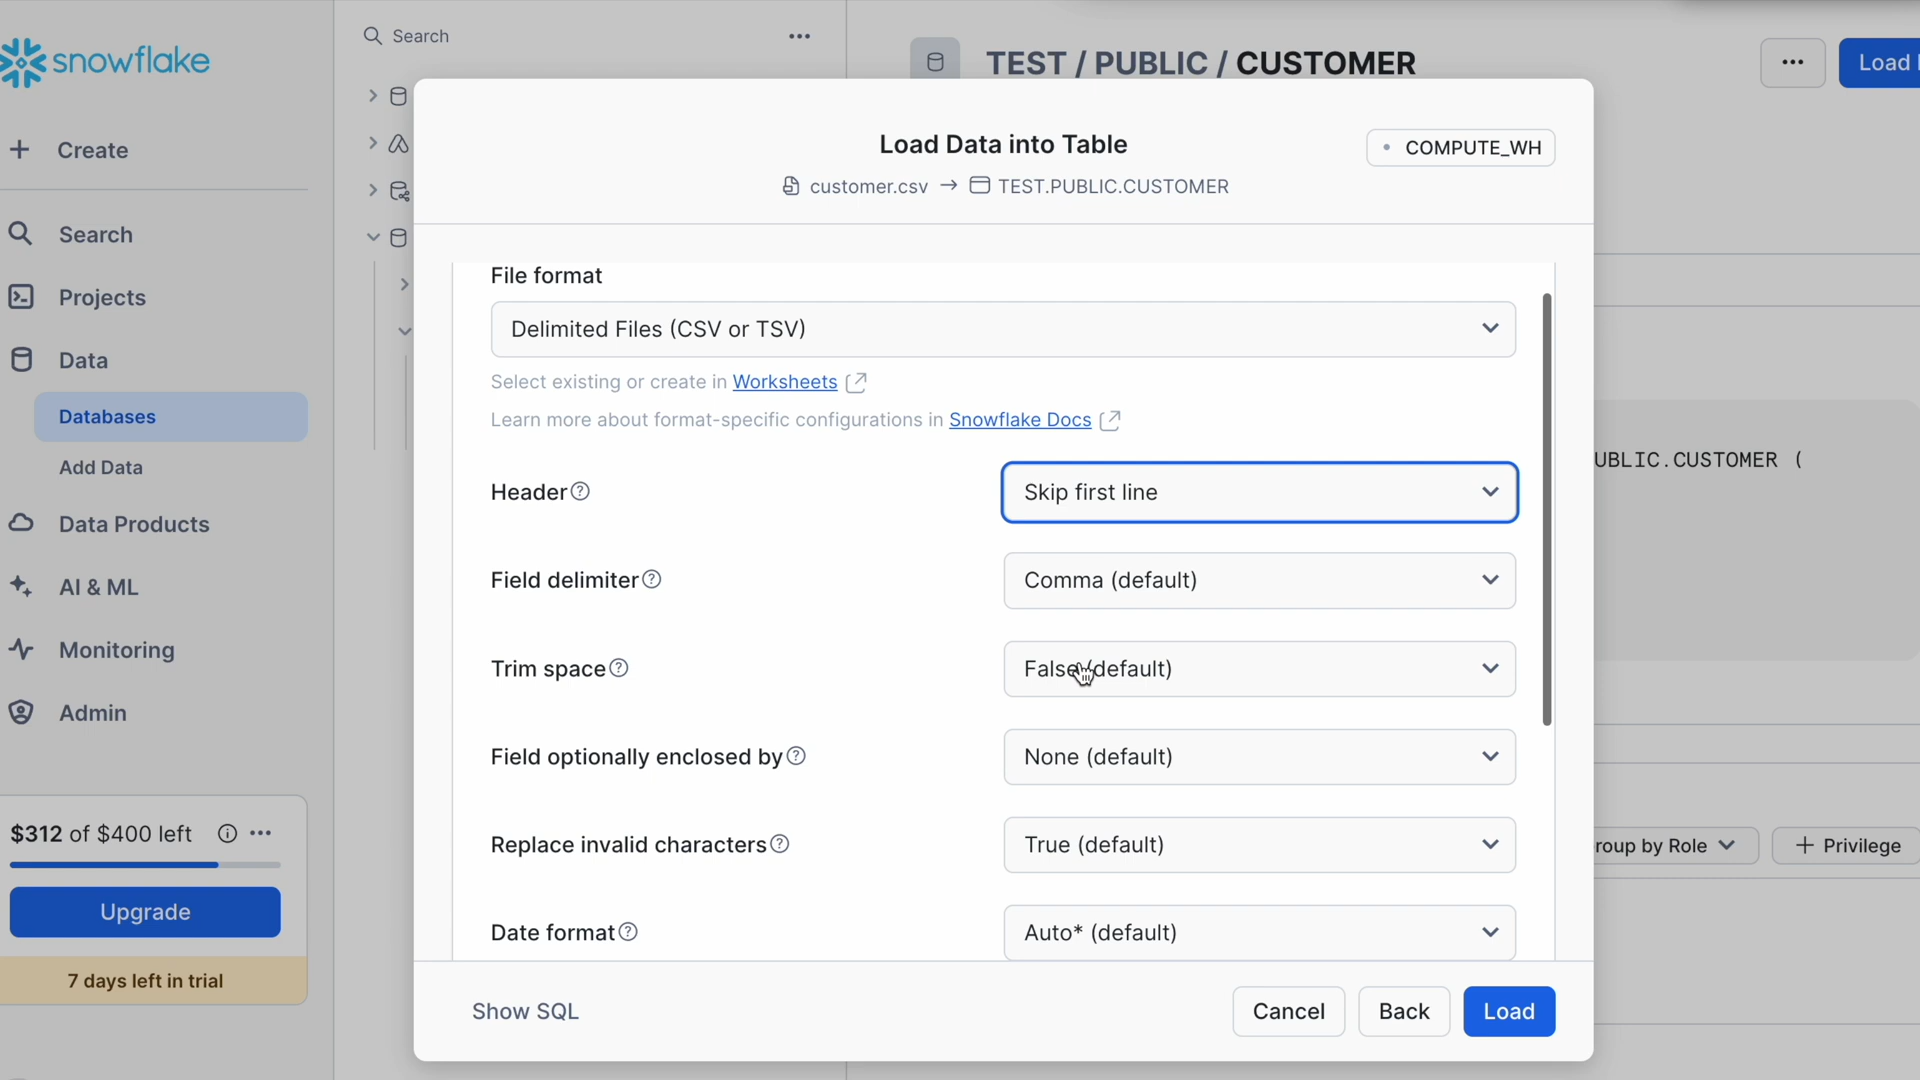 snowflake
Create
Search
Projects
Data
Databases
Add Data
Data Products
AI & ML
Monitoring
Admin
$312 of $400 left
Upgrade
7 days left in trial
Search
TEST / PUBLIC / CUSTOMER
Load
Load Data into Table
COMPUTE_WH
customer.csv → TEST.PUBLIC.CUSTOMER
File format
Delimited Files (CSV or TSV)
Select existing or create in Worksheets
Learn more about format-specific configurations in Snowflake Docs
Header
Skip first line
Field delimiter
Comma (default)
Trim space
False (default)
Field optionally enclosed by
None (default)
Replace invalid characters
True (default)
Date format
Auto* (default)
Show SQL
Cancel
Back
Load
UBLIC.CUSTOMER (
roup by Role
+ Privilege